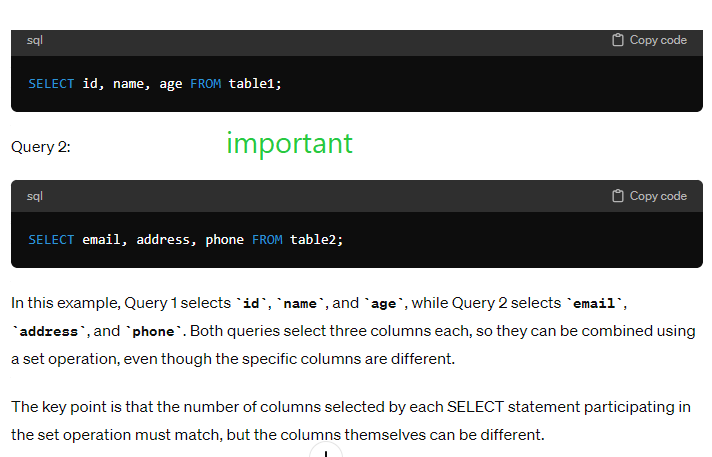 sql Copy code
SELECT id, name, age FROM table1;
Query 2:
important
sql Copy code
SELECT email, address, phone FROM table2;
In this example, Query 1 selects `id`, `name`, and `age`, while Query 2 selects `email`,
`address`, and `phone`. Both queries select three columns each, so they can be combined using
a set operation, even though the specific columns are different.
The key point is that the number of columns selected by each SELECT statement participating in
the set operation must match, but the columns themselves can be different.